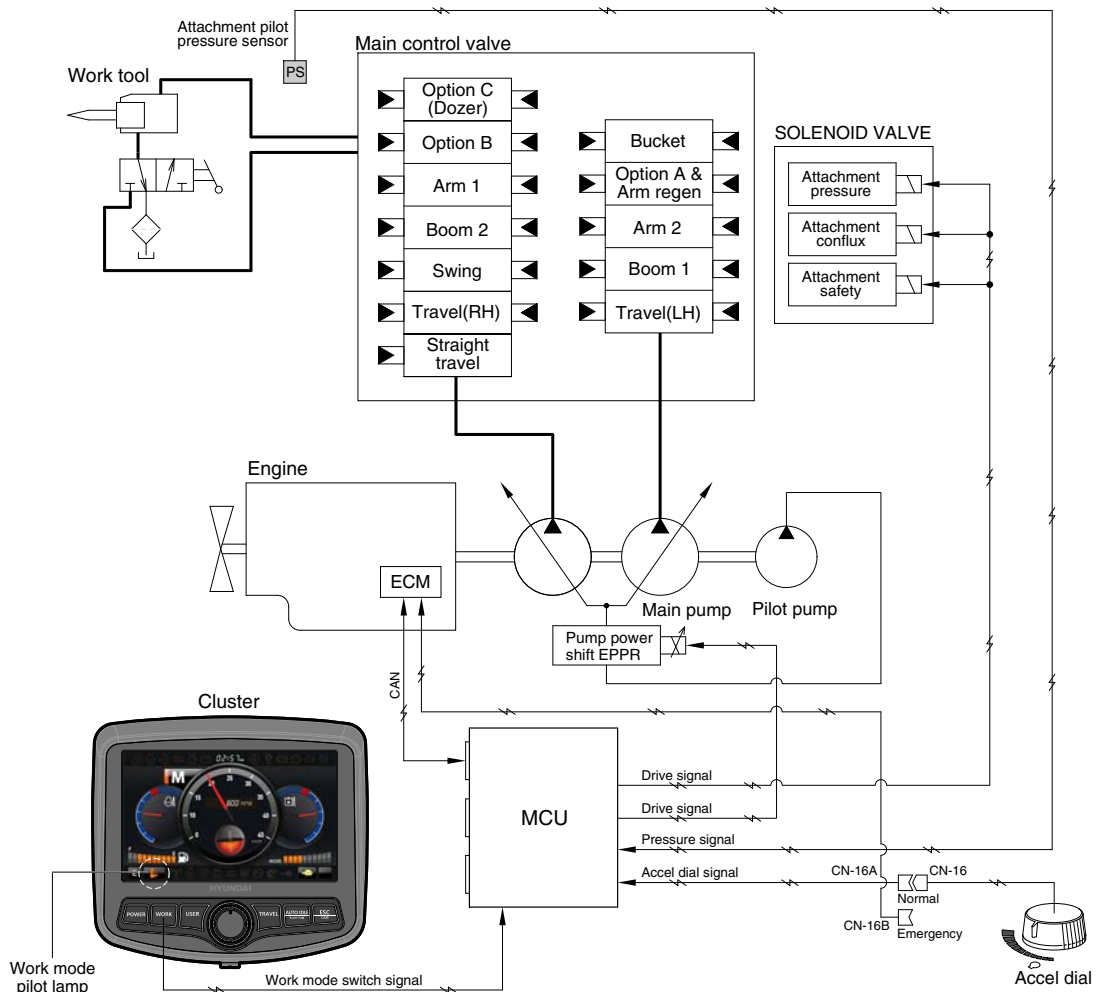 Attachment pilot
pressure sensor
PS
Main control valve
Work tool
Option C
(Dozer)
Option B
Arm 1
Boom 2
Swing
Travel(RH)
Straight
travel
Bucket
Option A &
Arm regen
Arm 2
Boom 1
Travel(LH)
SOLENOID VALVE
Attachment
pressure
Attachment
conflux
Attachment
safety
Engine
ECM
Main pump
Pilot pump
Pump power
shift EPPR
CAN
Cluster
M
800 RPM
HYUNDAI
POWER
WORK
USER
TRAVEL
AUTO IDLE
ESC
MCU
Drive signal
Drive signal
Pressure signal
Accel dial signal
CN-16A
CN-16
Normal
CN-16B
Emergency
Accel dial
Work mode
pilot lamp
Work mode switch signal